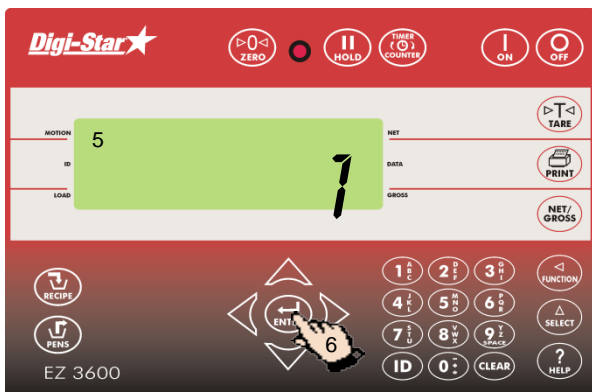 Digi-Star
▷0◁ ZERO
HOLD
TIMER COUNTER
ON
OFF
▷T◁ TARE
MOTION
5
NET
ID
1
DATA
PRINT
LOAD
GROSS
NET/ GROSS
RECIPE
ENTER
1 A B C
2 D E F
3 G H I
FUNCTION
4 J K L
5 M N O
6 P Q R
SELECT
PENS
6
7 S T U
8 V W X
9 Y Z SPACE
EZ 3600
ID
0 - : .
CLEAR
? HELP